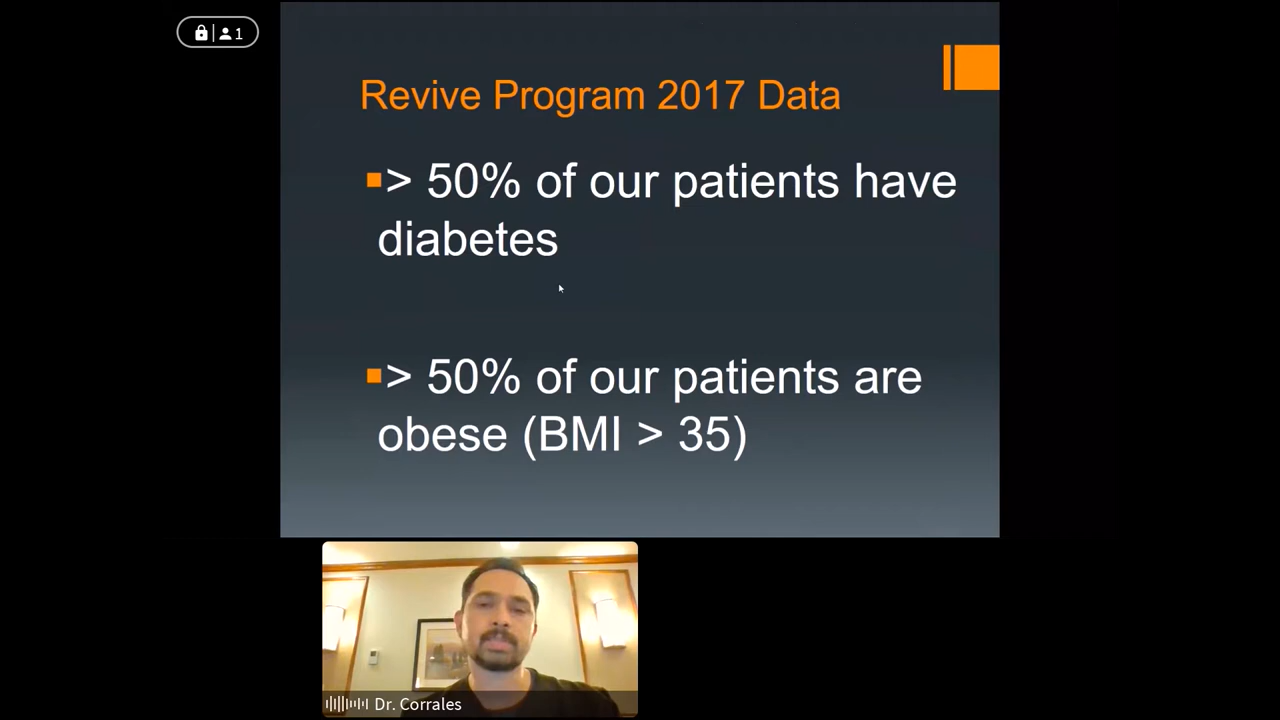 1
Revive Program 2017 Data
> 50% of our patients have
diabetes
> 50% of our patients are
obese (BMI > 35)
Dr. Corrales